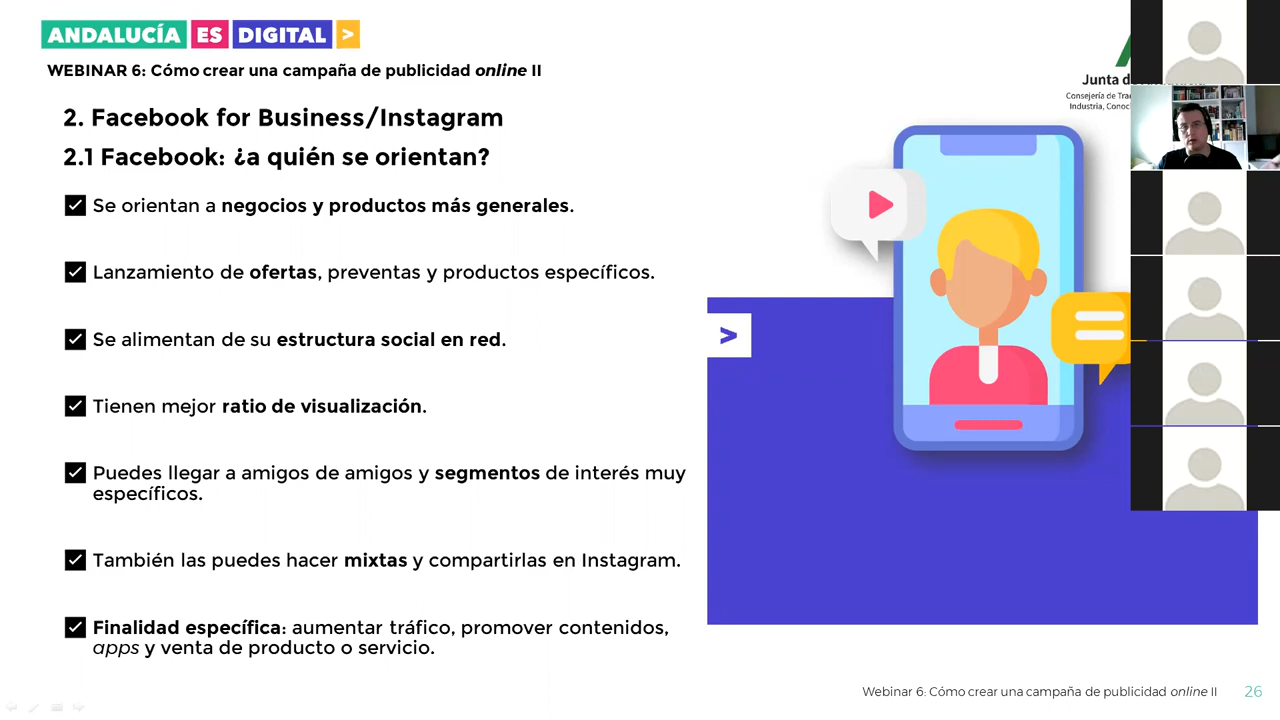 ANDALUCÍA ES DIGITAL >
WEBINAR 6: Cómo crear una campaña de publicidad online II
2. Facebook for Business/Instagram
2.1 Facebook: ¿a quién se orientan?
Se orientan a negocios y productos más generales.
Lanzamiento de ofertas, preventas y productos específicos.
Se alimentan de su estructura social en red.
Tienen mejor ratio de visualización.
Puedes llegar a amigos de amigos y segmentos de interés muy
específicos.
También las puedes hacer mixtas y compartirlas en Instagram.
Finalidad específica: aumentar tráfico, promover contenidos,
apps y venta de producto o servicio.
Junta
Consejería de
Industria,
>
Webinar 6: Cómo crear una campaña de publicidad online II 26